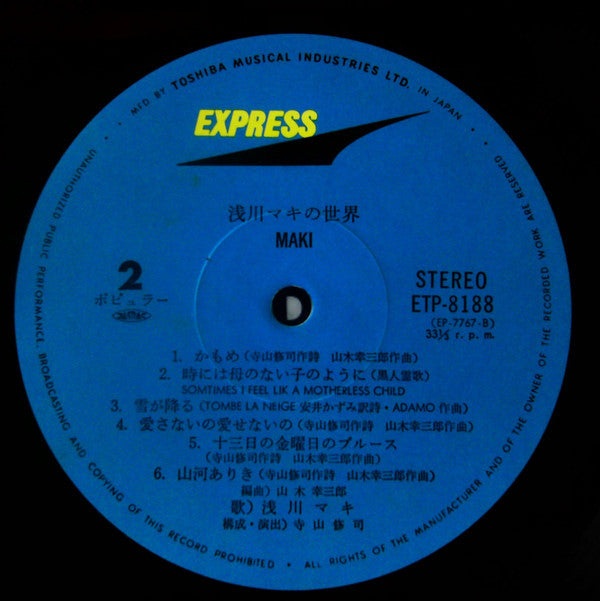 MFD BY TOSHIBA MUSICAL INDUSTRIES LTD. IN JAPAN.
EXPRESS
浅川マキの世界
MAKI
2
ポピュラー
STEREO
ETP-8188
(EP-7767-B)
33⅓ r. p. m.
1. かもめ(寺山修司作詩 山木幸三郎作曲)
2. 時には母のない子のように(黒人霊歌)
SOMTIMES I FEEL LIK A MOTHERLESS CHILD
3. 雪が降る(TOMBE LA NEIGE 安井かずみ訳詩・ADAMO 作曲)
4. 愛さないの愛せないの(寺山修司作詩 山木幸三郎作曲)
5. 十三日の金曜日のブルース
(寺山修司作詩 山木幸三郎作曲)
6. 山河ありき(寺山修司作詩 山木幸三郎作曲)
編曲)山木幸三郎
歌)浅川マキ
構成・演出)寺山修司
ALL RIGHTS OF THE MANUFACTURER AND OF THE OWNER OF THE RECORDED WORK ARE RESERVED
UNAUTHORIZED PUBLIC PERFORMANCE, BROADCASTING AND COPYING OF THIS RECORD PROHIBITED